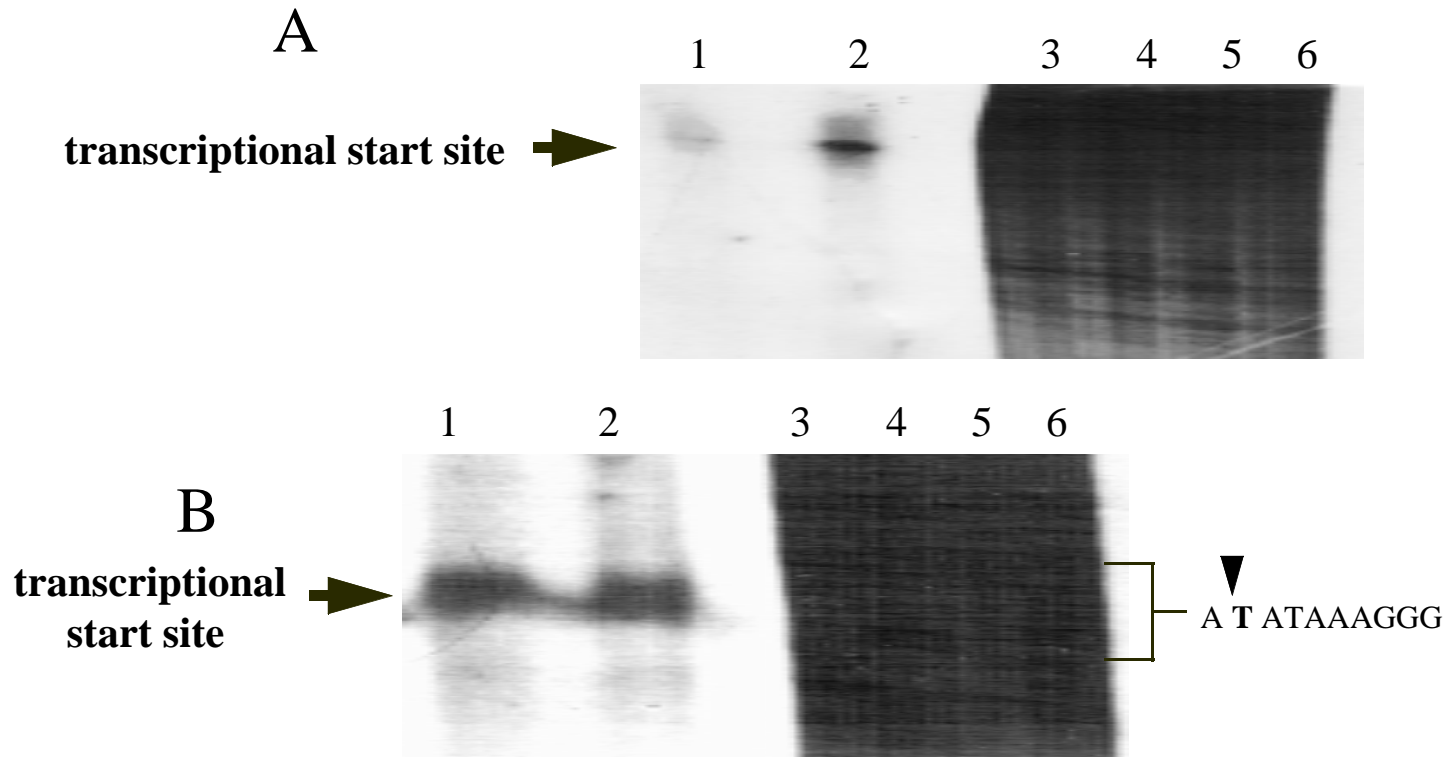 A
1 2 3 4 5 6
transcriptional start site
1 2 3 4 5 6
B
transcriptional
start site
A T ATAAAGGG